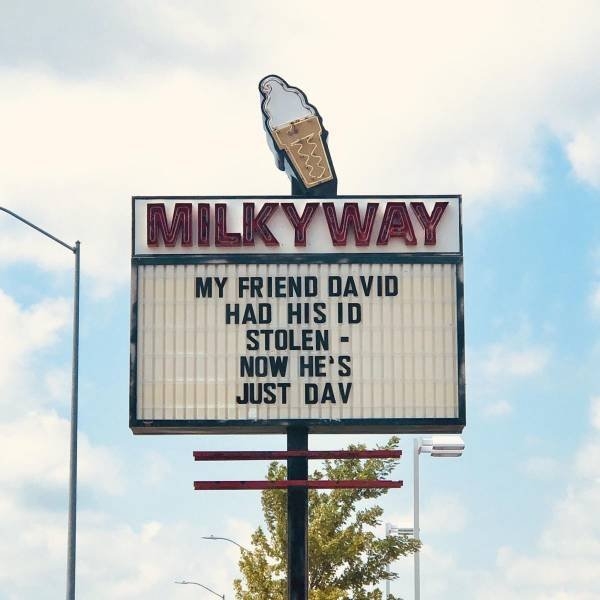 MILKYWAY
MY FRIEND DAVID
HAD HIS ID
STOLEN -
NOW HE'S
JUST DAV